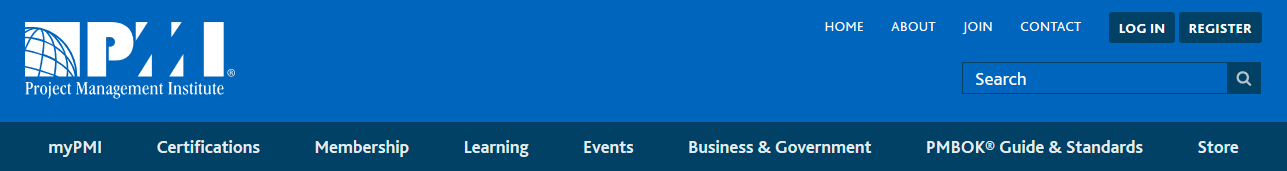 PMI®
Project Management Institute
HOME ABOUT JOIN CONTACT LOG IN REGISTER
Search
myPMI Certifications Membership Learning Events Business & Government PMBOK® Guide & Standards Store